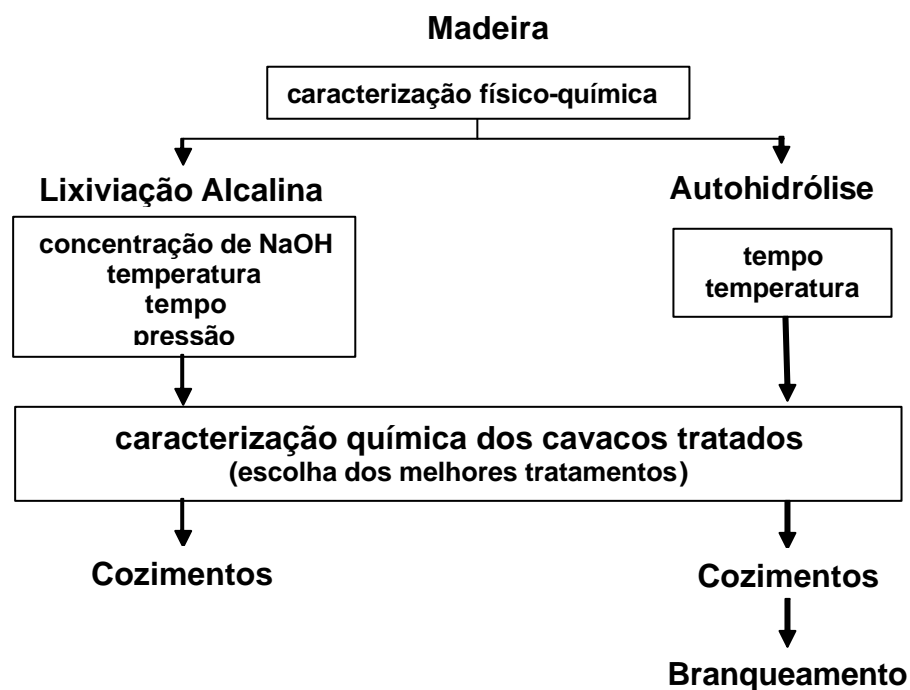 Madeira
caracterização físico-química
Lixiviação Alcalina
Autohidrólise
concentração de NaOH
temperatura
tempo
pressão
tempo
temperatura
caracterização química dos cavacos tratados
(escolha dos melhores tratamentos)
Cozimentos
Cozimentos
Branqueamento